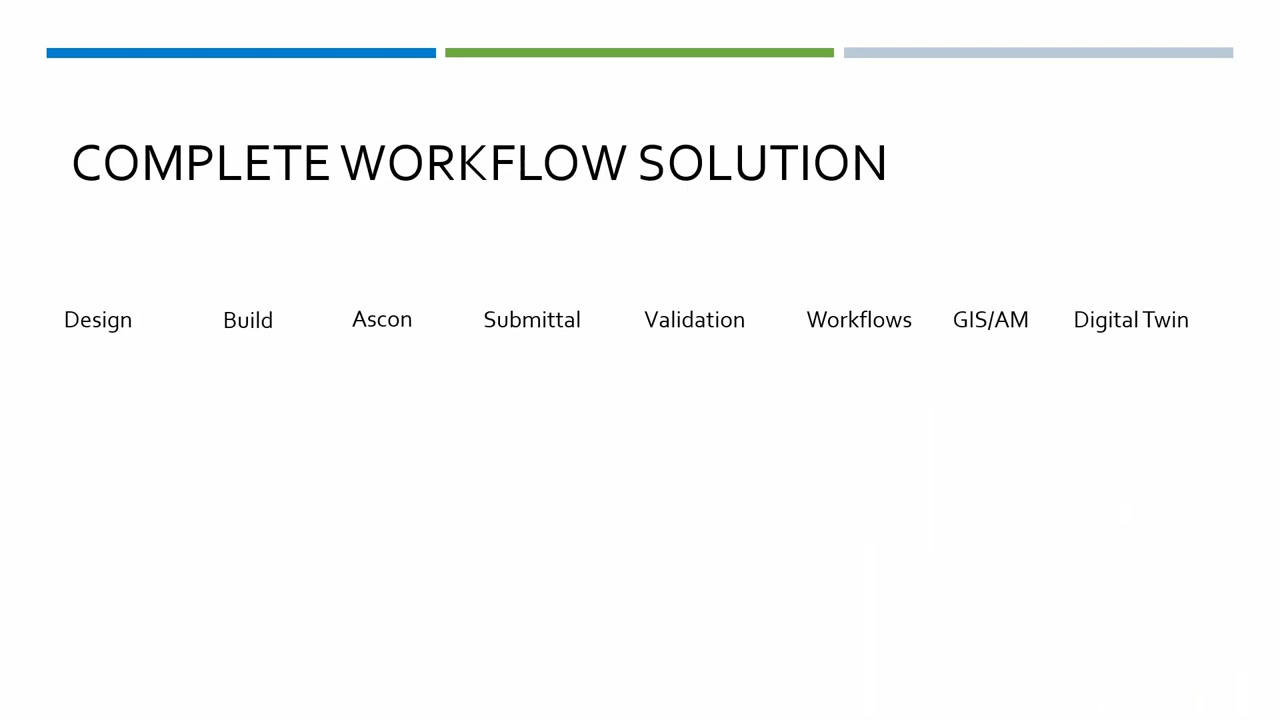 COMPLETE WORKFLOW SOLUTION
Design Build Ascon Submittal Validation Workflows GIS/AM Digital Twin